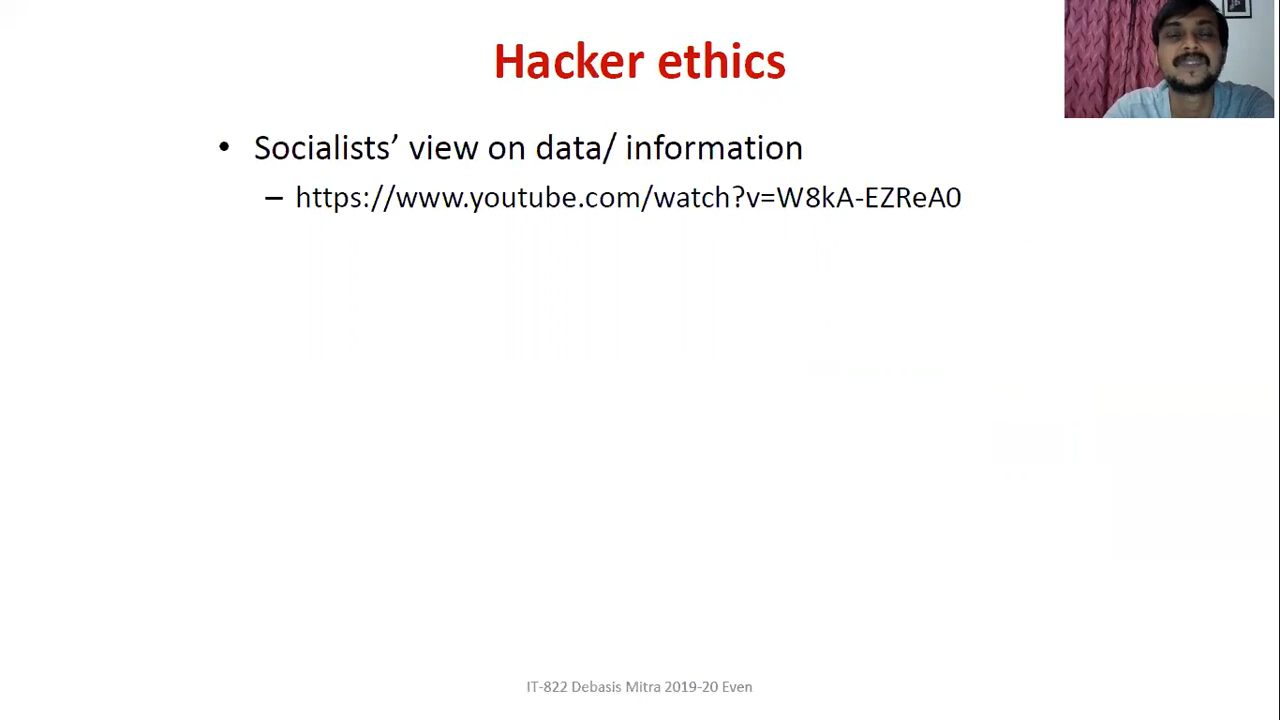 Hacker ethics
• Socialists’ view on data/ information
– https://www.youtube.com/watch?v=W8kA-EZReA0
IT-822 Debasis Mitra 2019-20 Even